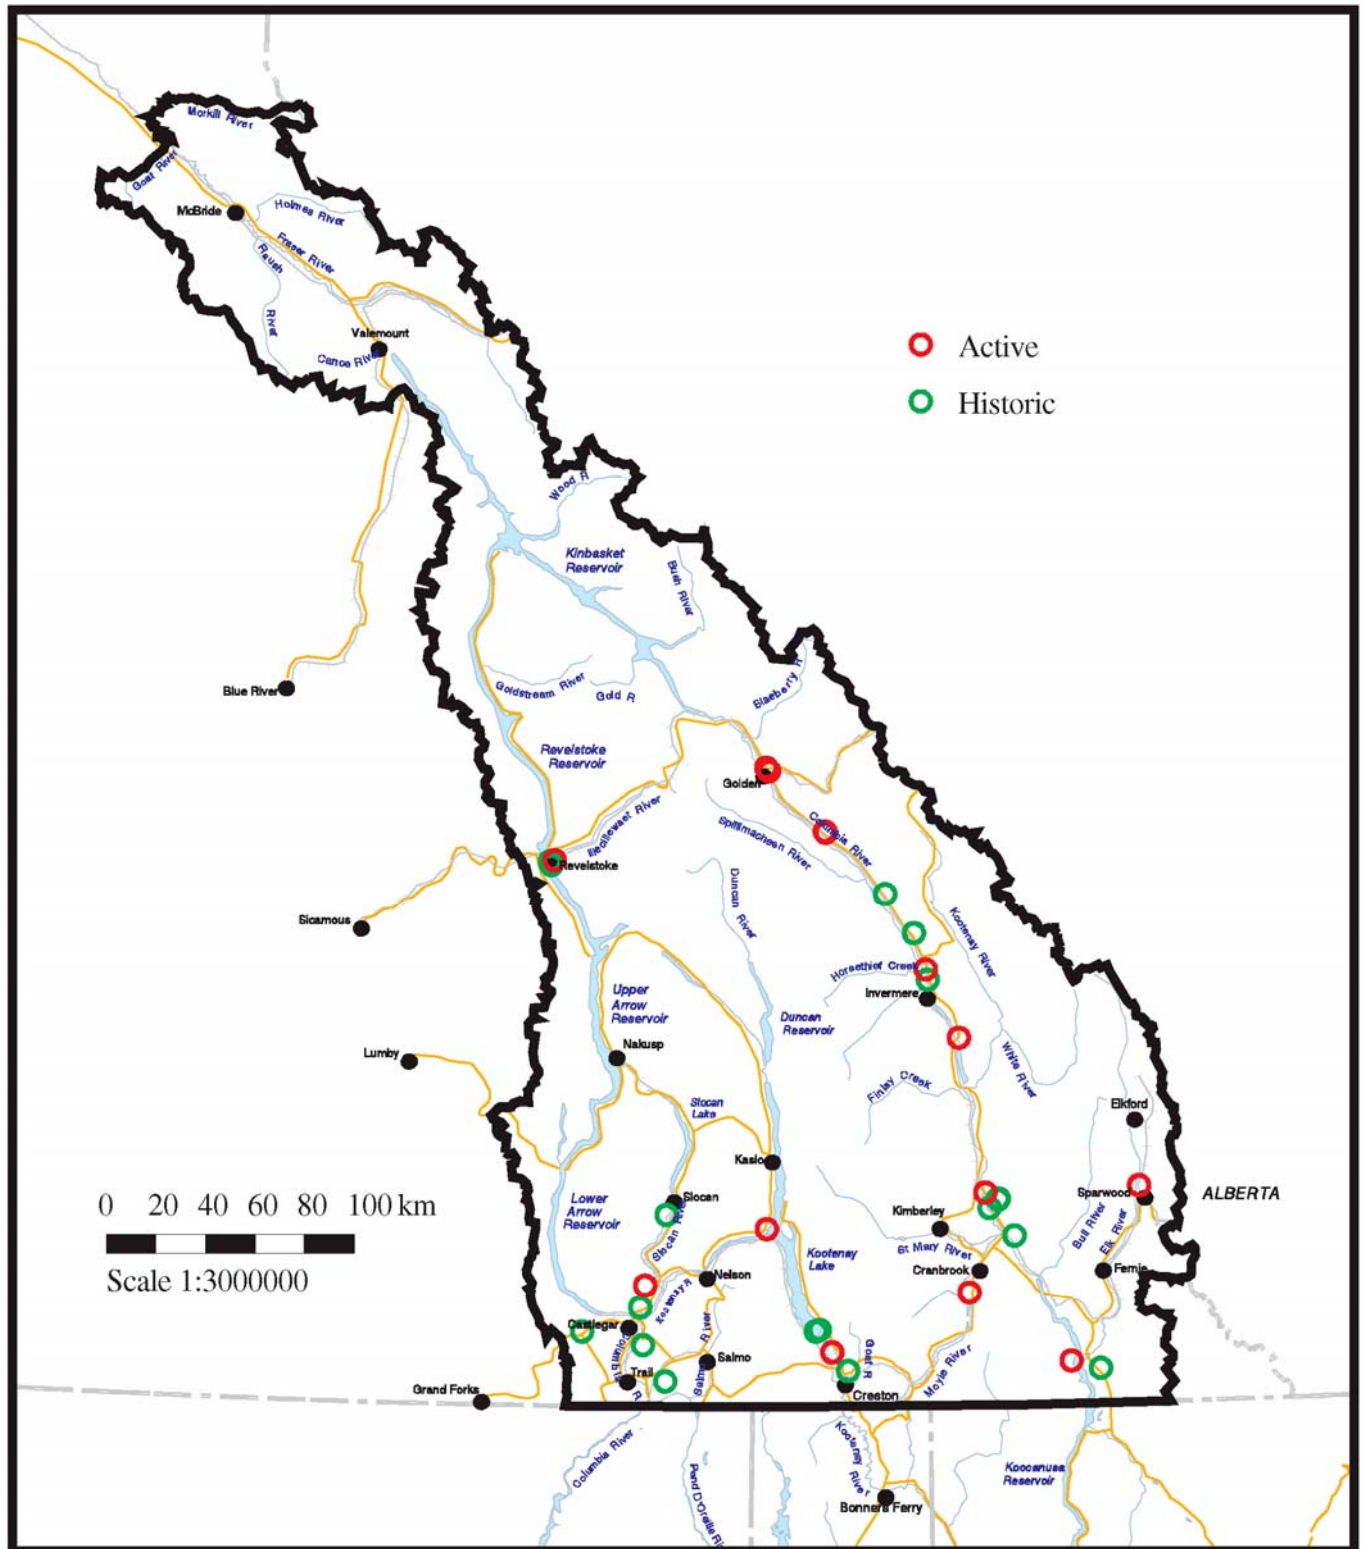 Morkill River
Goat River
McBride
Holmes River
Fraser River
Raush
River
Valemount
Canoe River
Active
Historic
Wood R
Kinbasket
Reservoir
Bush River
Blaeberry R
Goldstream River
Gold R
Blue River
Revelstoke
Reservoir
Golden
Illecillewaet River
Spillimacheen River
Columbia River
Revelstoke
Duncan River
Sicamous
Kootenay River
Horsethief Creek
Invermere
Upper
Arrow
Reservoir
Duncan
Reservoir
Nakusp
Lumby
White River
Finlay Creek
Slocan
Lake
Elkford
Kaslo
0 20 40 60 80 100 km
Scale 1:3000000
Lower
Arrow
Reservoir
Slocan
Slocan River
Kimberley
Sparwood
ALBERTA
Bull River
Elk River
St Mary River
Kootenay
Lake
Cranbrook
Fernie
Nelson
Kootenay R
Castlegar
Columbia R
Salmo River
Salmo
Trail
Goat R
Moyie River
Grand Forks
Creston
Columbia River
Pend D'Oreille Ri
Kootenay River
Koocanusa
Reservoir
Bonners Ferry